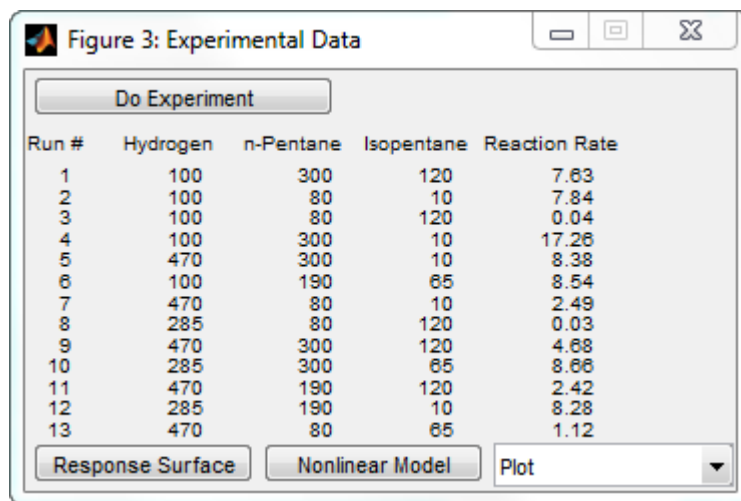 Figure 3: Experimental Data
Do Experiment
Run # Hydrogen n-Pentane Isopentane Reaction Rate
1 100 300 120 7.63
2 100 80 10 7.84
3 100 80 120 0.04
4 100 300 10 17.26
5 470 300 10 8.38
6 100 190 65 8.54
7 470 80 10 2.49
8 285 80 120 0.03
9 470 300 120 4.68
10 285 300 65 8.66
11 470 190 120 2.42
12 285 190 10 8.28
13 470 80 65 1.12
Response Surface Nonlinear Model Plot